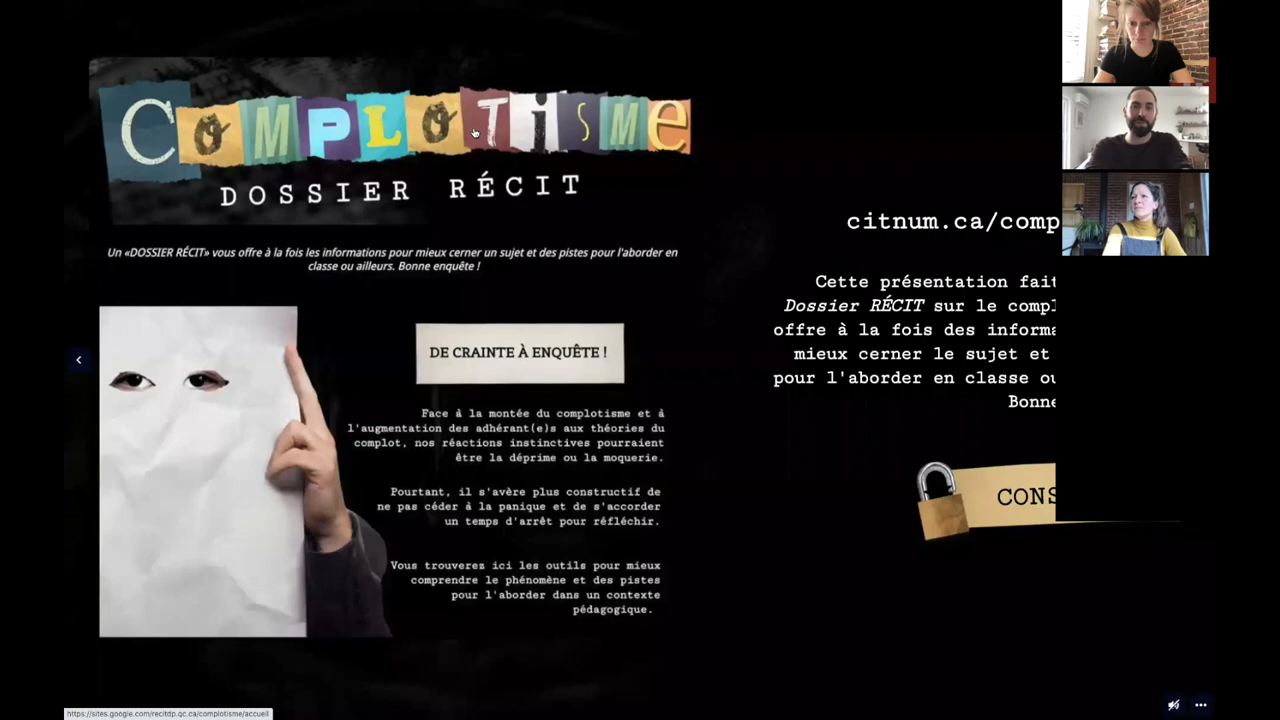 COMPLOTiSMe
DOSSIER RÉCIT
Un «DOSSIER RÉCIT» vous offre à la fois les informations pour mieux cerner un sujet et des pistes pour l'aborder en
classe ou ailleurs. Bonne enquête !
DE CRAINTE À ENQUÊTE !
Face à la montée du complotisme et à
l'augmentation des adhérant(e)s aux théories du
complot, nos réactions instinctives pourraient
être la déprime ou la moquerie.
Pourtant, il s'avère plus constructif de
ne pas céder à la panique et de s'accorder
un temps d'arrêt pour réfléchir.
Vous trouverez ici les outils pour mieux
comprendre le phénomène et des pistes
pour l'aborder dans un contexte
pédagogique.
citnum.ca/comp
Cette présentation fait
Dossier RÉCIT sur le compl
offre à la fois des informa
mieux cerner le sujet et
pour l'aborder en classe ou
Bonne
CONS
https://sites.google.com/recitdp.qc.ca/complotisme/accueil